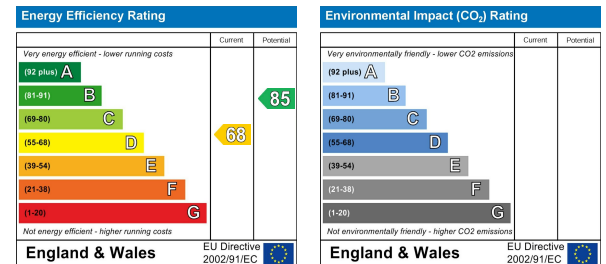 Energy Efficiency Rating
Current Potential
Very energy efficient - lower running costs
(92 plus) A
(81-91) B
85
(69-80) C
(55-68) D
68
(39-54) E
(21-38) F
(1-20) G
Not energy efficient - higher running costs
England & Wales
EU Directive
2002/91/EC
Environmental Impact (CO₂) Rating
Current Potential
Very environmentally friendly - lower CO2 emissions
(92 plus) A
(81-91) B
(69-80) C
(55-68) D
(39-54) E
(21-38) F
(1-20) G
Not environmentally friendly - higher CO2 emissions
England & Wales
EU Directive
2002/91/EC